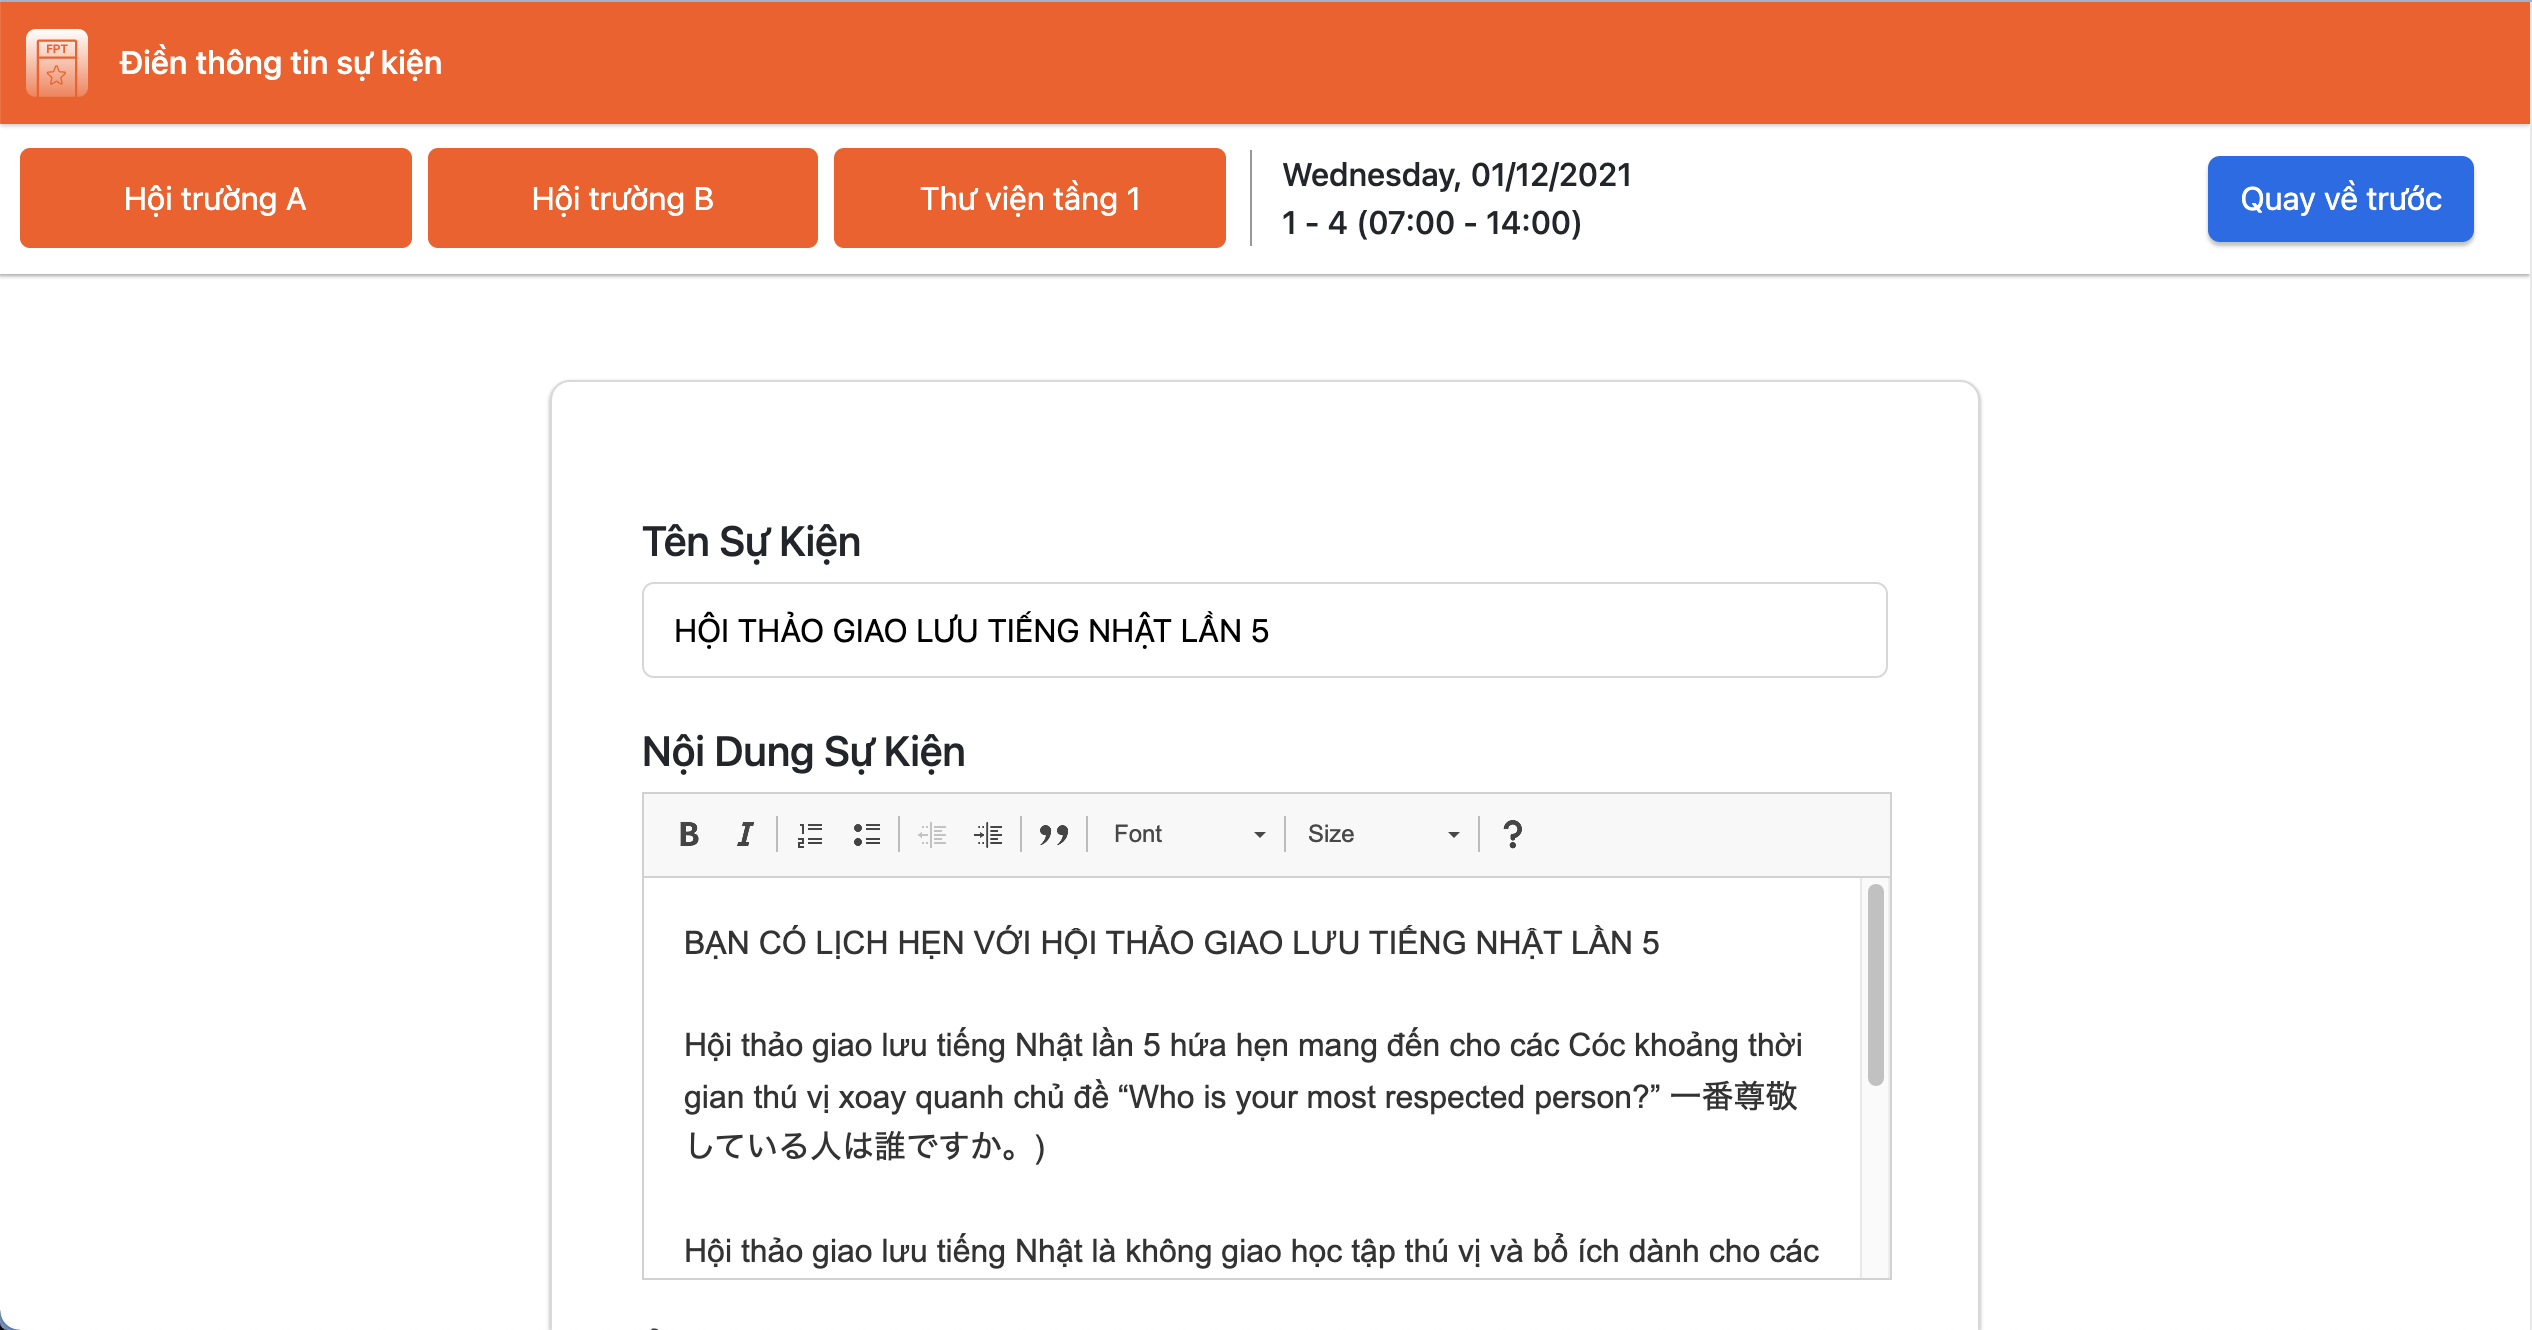 FPT
Điền thông tin sự kiện
Hội trường A
Hội trường B
Thư viện tầng 1
Wednesday, 01/12/2021
1 - 4 (07:00 - 14:00)
Quay về trước
Tên Sự Kiện
HỘI THẢO GIAO LƯU TIẾNG NHẬT LẦN 5
Nội Dung Sự Kiện
B I Font Size ?
BẠN CÓ LỊCH HẸN VỚI HỘI THẢO GIAO LƯU TIẾNG NHẬT LẦN 5
Hội thảo giao lưu tiếng Nhật lần 5 hứa hẹn mang đến cho các Cóc khoảng thời
gian thú vị xoay quanh chủ đề “Who is your most respected person?” 一番尊敬
している人は誰ですか。)
Hội thảo giao lưu tiếng Nhật là không giao học tập thú vị và bổ ích dành cho các